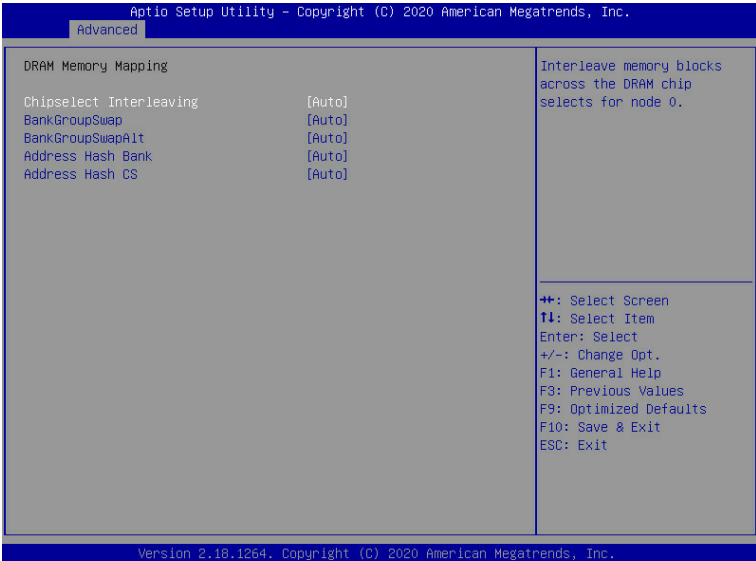 Aptio Setup Utility – Copyright (C) 2020 American Megatrends, Inc.
Advanced
DRAM Memory Mapping
Chipselect Interleaving [Auto]
BankGroupSwap [Auto]
BankGroupSwapAlt [Auto]
Address Hash Bank [Auto]
Address Hash CS [Auto]
Interleave memory blocks
across the DRAM chip
selects for node 0.
→←: Select Screen
↑↓: Select Item
Enter: Select
+/-: Change Opt.
F1: General Help
F3: Previous Values
F9: Optimized Defaults
F10: Save & Exit
ESC: Exit
Version 2.18.1264. Copyright (C) 2020 American Megatrends, Inc.